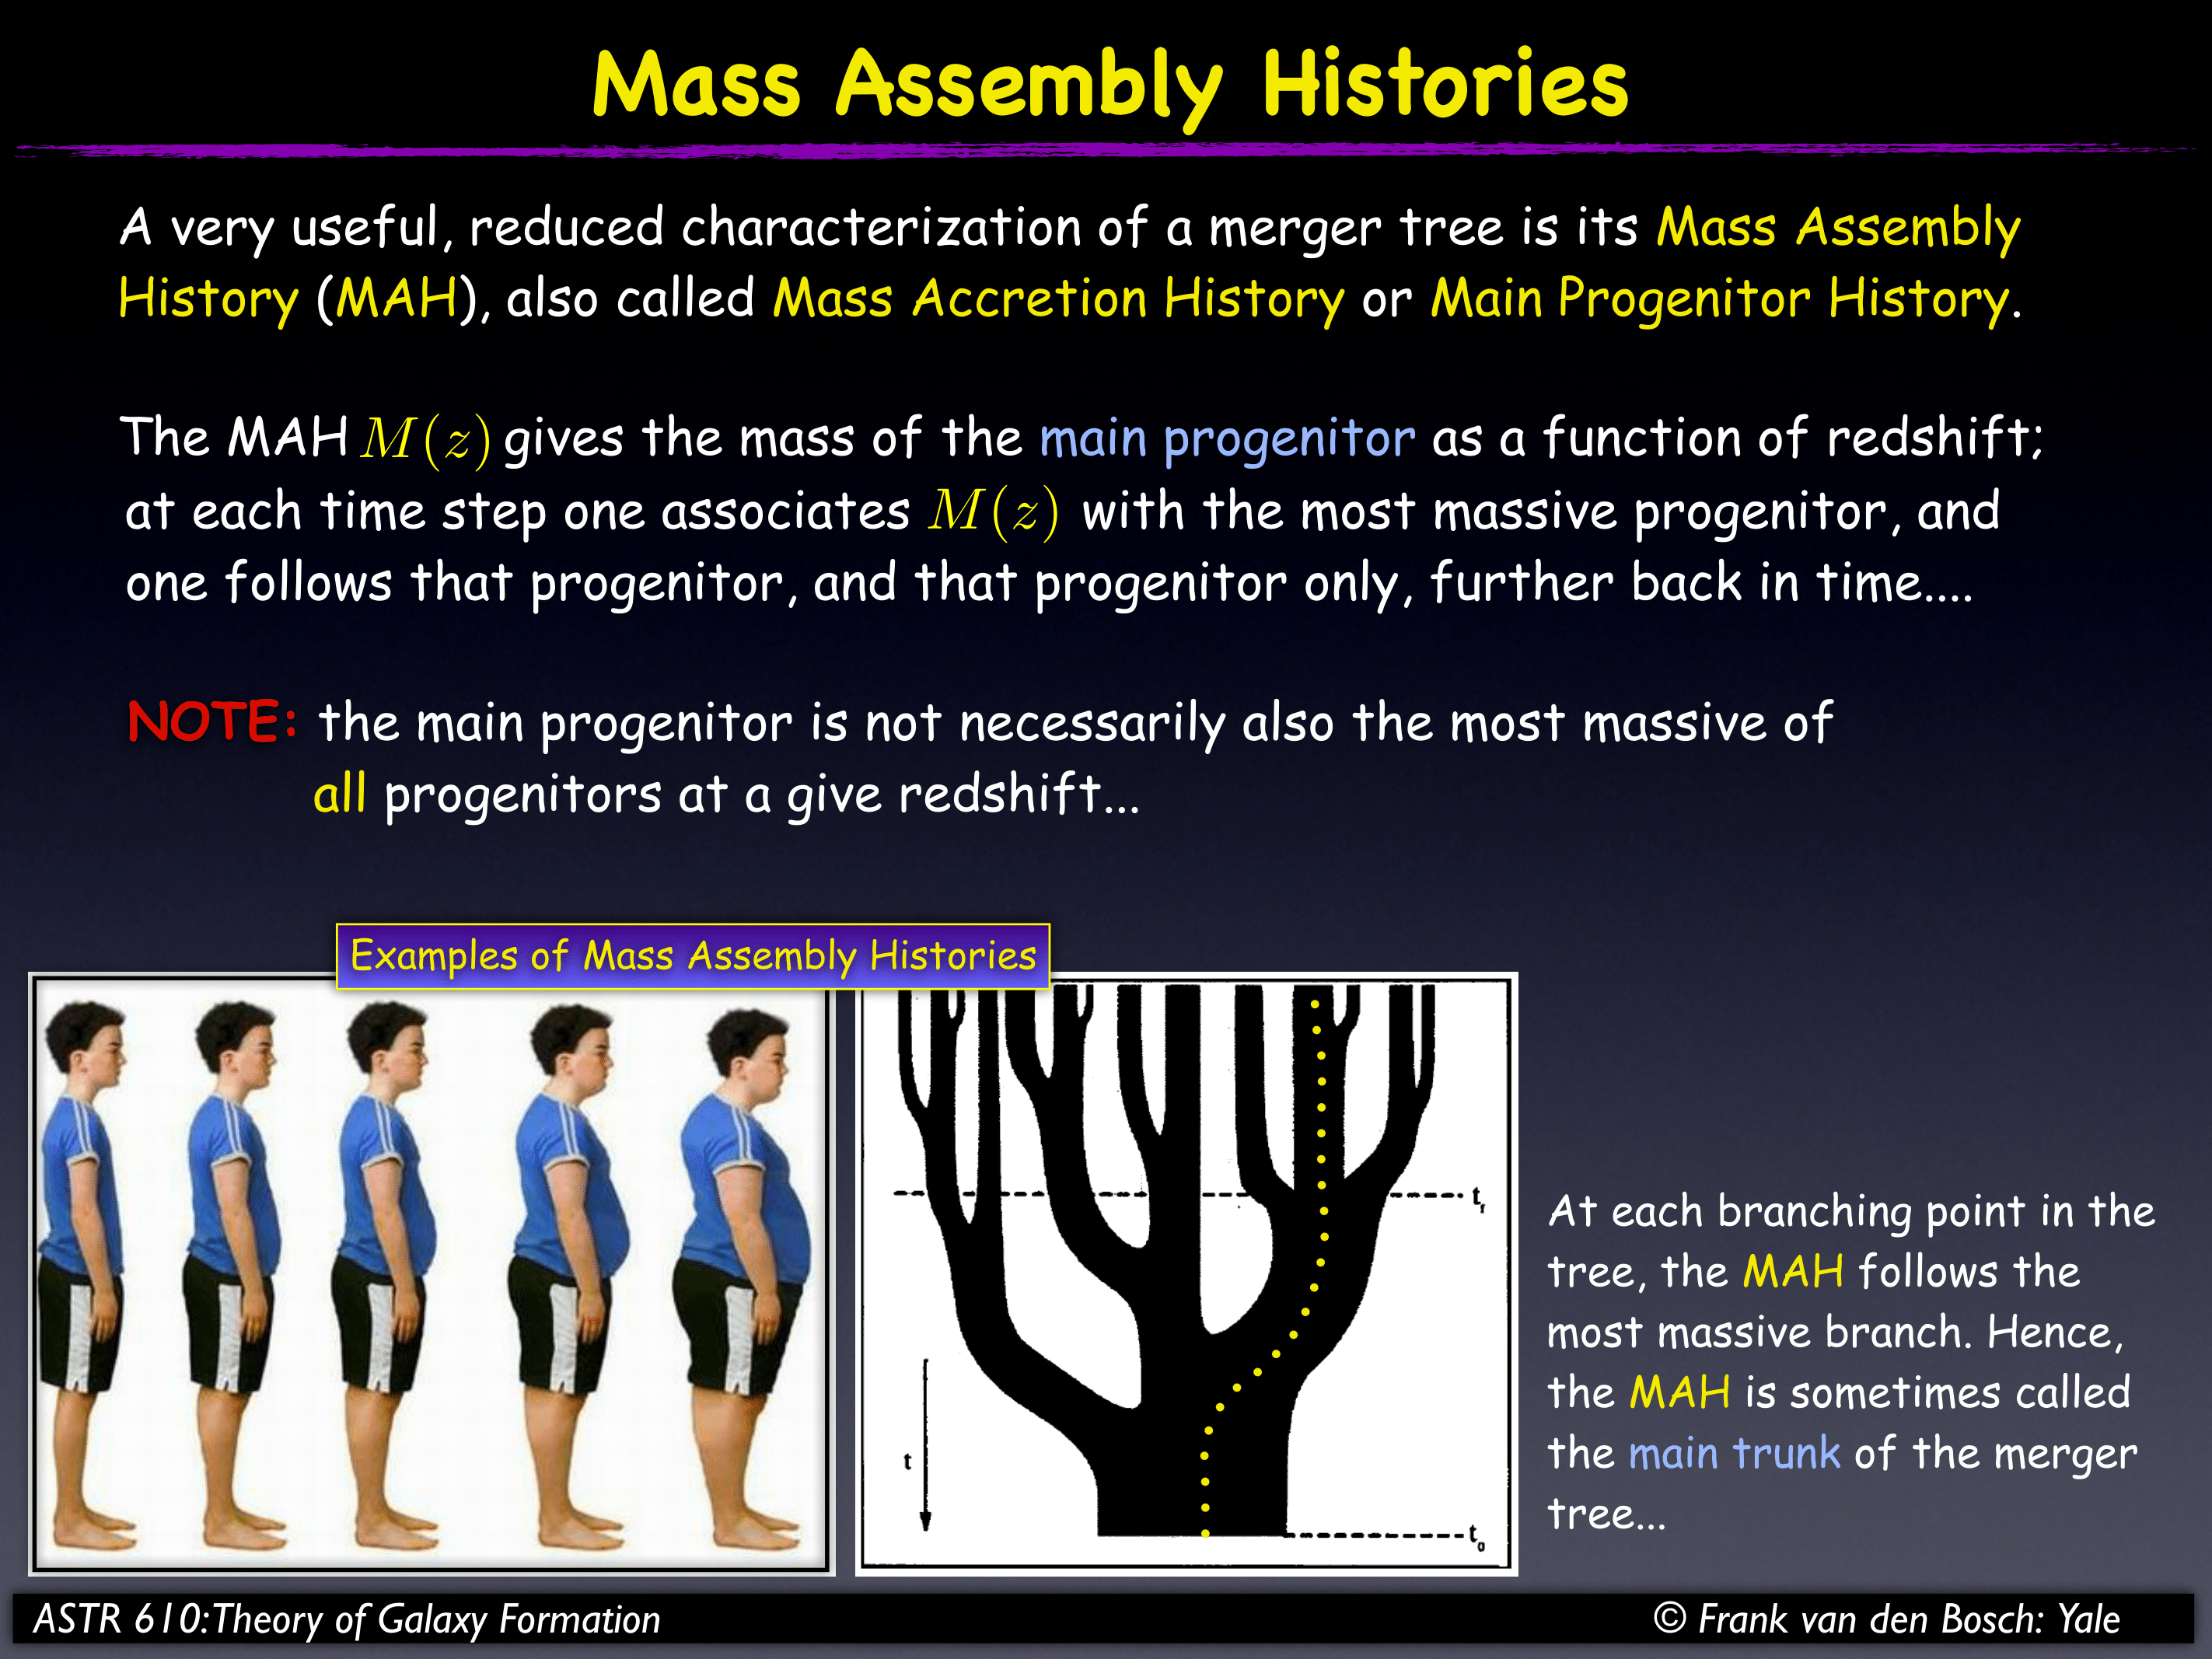 Mass Assembly Histories
A very useful, reduced characterization of a merger tree is its Mass Assembly
History (MAH), also called Mass Accretion History or Main Progenitor History.
The MAH M(z) gives the mass of the main progenitor as a function of redshift;
at each time step one associates M(z) with the most massive progenitor, and
one follows that progenitor, and that progenitor only, further back in time....
NOTE: the main progenitor is not necessarily also the most massive of
all progenitors at a give redshift...
Examples of Mass Assembly Histories
t_f
t
t_0
At each branching point in the
tree, the MAH follows the
most massive branch. Hence,
the MAH is sometimes called
the main trunk of the merger
tree...
ASTR 610:Theory of Galaxy Formation
© Frank van den Bosch: Yale